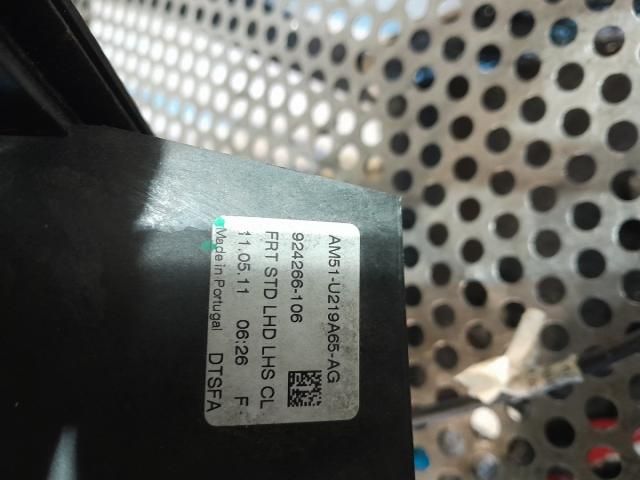 AM51-U219A65-AG
924266-106
FRT STD LHD LHS CL
11.05.11 06:26 F
Made in Portugal DTSFA